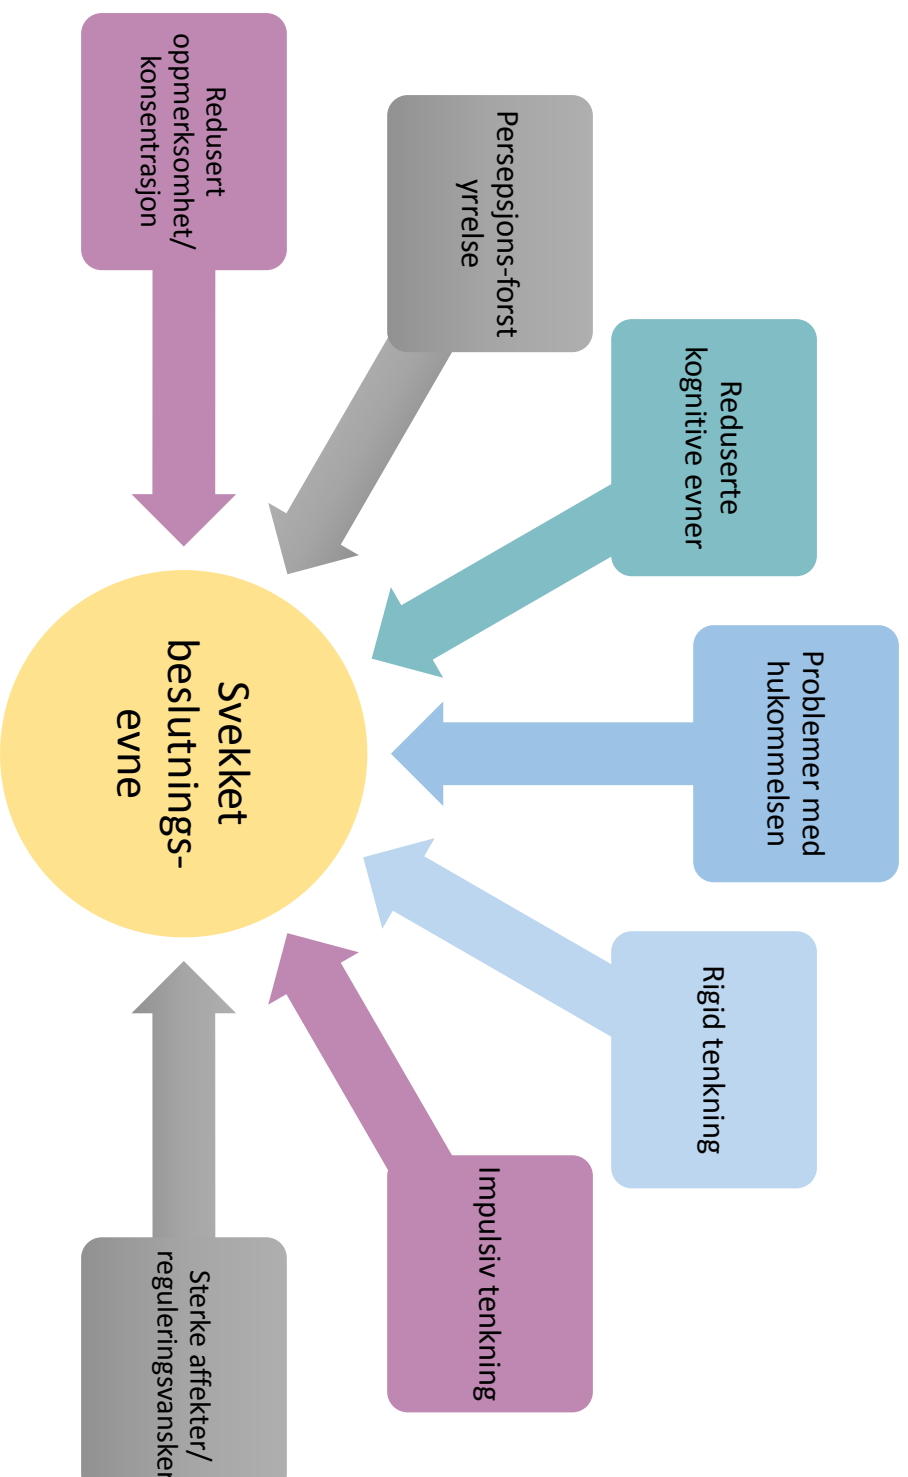 Redusert
oppmerksomhet/
konsentrasjon
Persepsjons-forst
yrrelse
Reduserte
kognitive evner
Problemer med
hukommelsen
Rigid tenkning
Impulsiv tenkning
Sterke affekter/
reguleringsvansker
Svekket
beslutnings-
evne